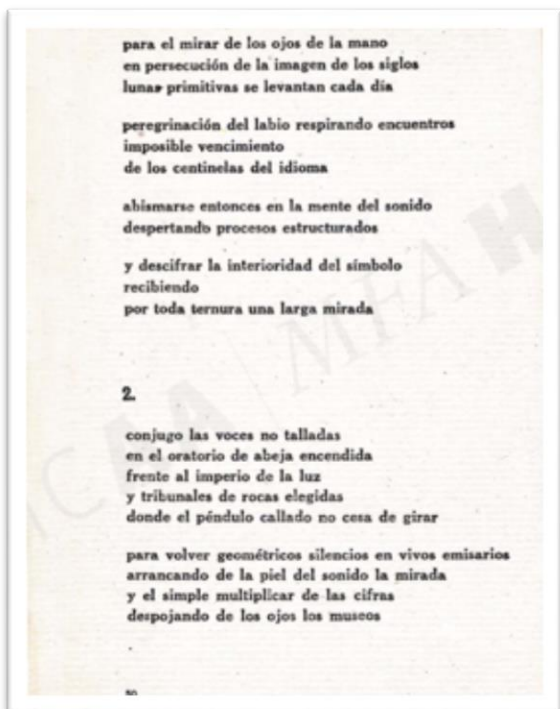 para el mirar de los ojos de la mano
en persecución de la imagen de los siglos
lunas primitivas se levantan cada día
peregrinación del labio respirando encuentros
imposible vencimiento
de los centinelas del idioma
abismarse entonces en la mente del sonido
despertando procesos estructurados
y descifrar la interioridad del símbolo
recibiendo
por toda ternura una larga mirada
2.
conjugo las voces no talladas
en el oratorio de abeja encendida
frente al imperio de la luz
y tribunales de rocas elegidas
donde el péndulo callado no cesa de girar
para volver geométricos silencios en vivos emisarios
arrancando de la piel del sonido la mirada
y el simple multiplicar de las cifras
despojando de los ojos los museos
ICAA | MFAH